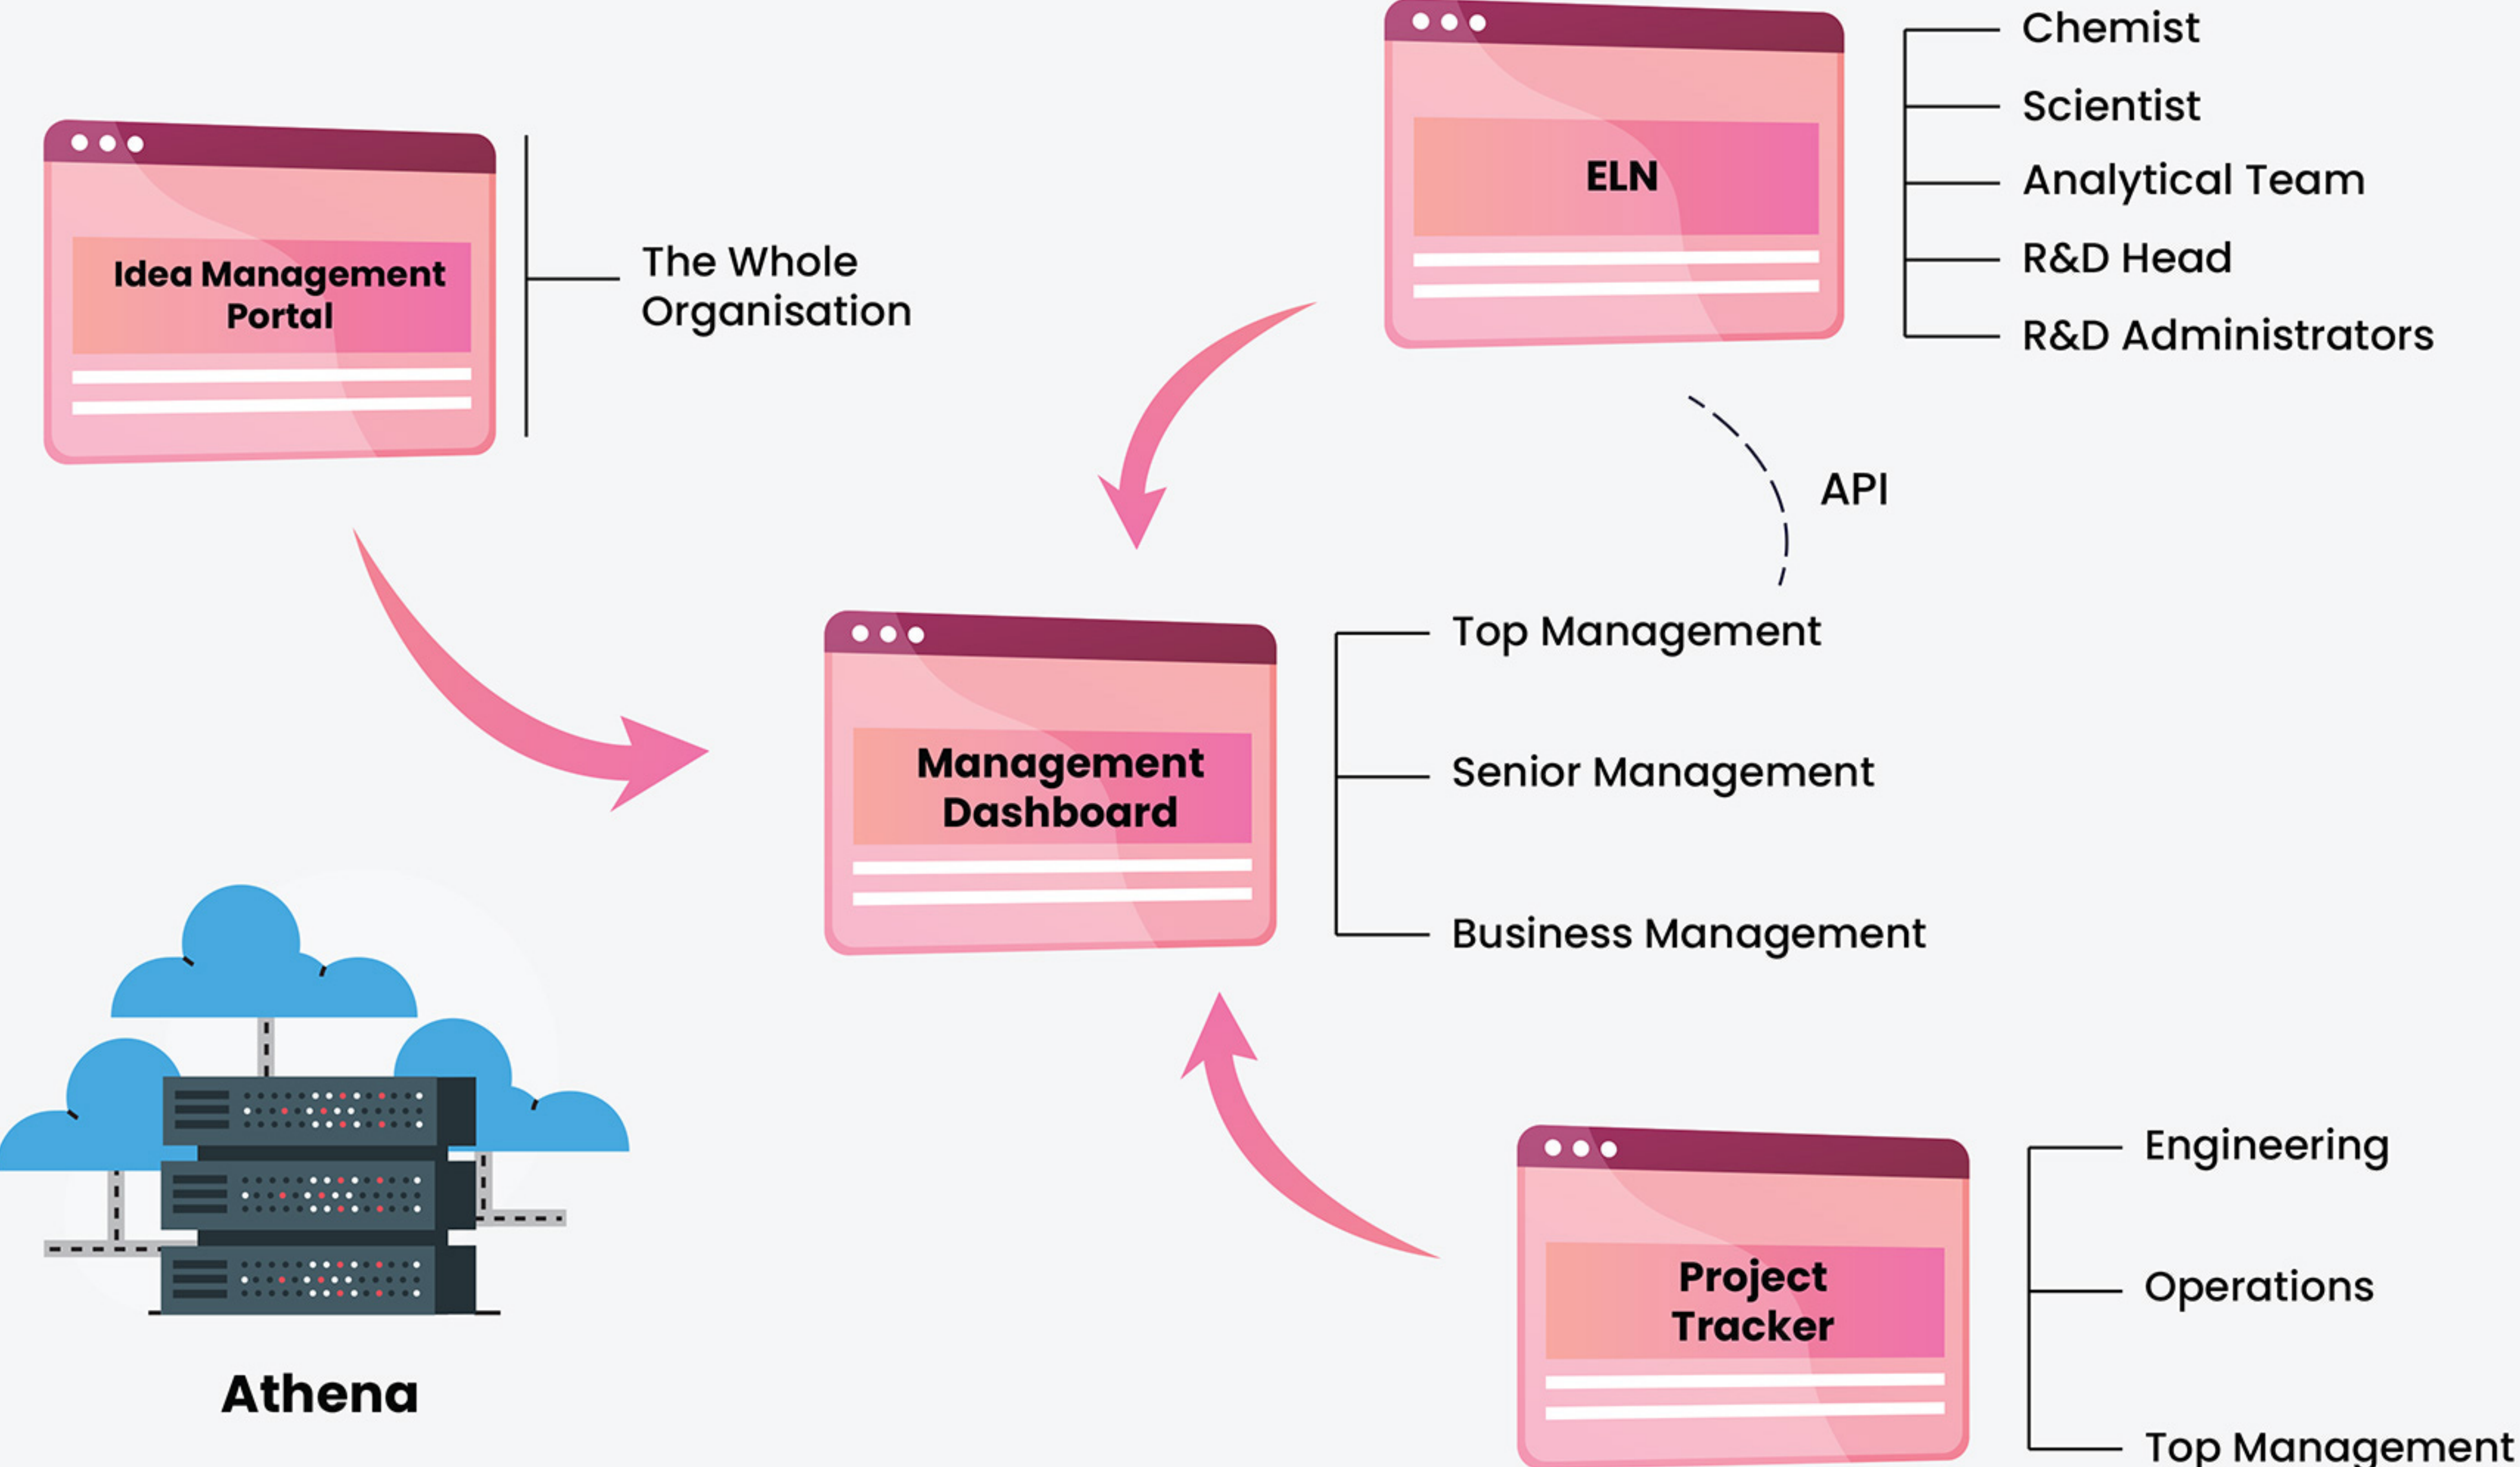 Chemist
Scientist
Analytical Team
R&D Head
R&D Administrators
ELN
Idea Management
Portal
The Whole
Organisation
API
Management
Dashboard
Top Management
Senior Management
Business Management
Athena
Project
Tracker
Engineering
Operations
Top Management